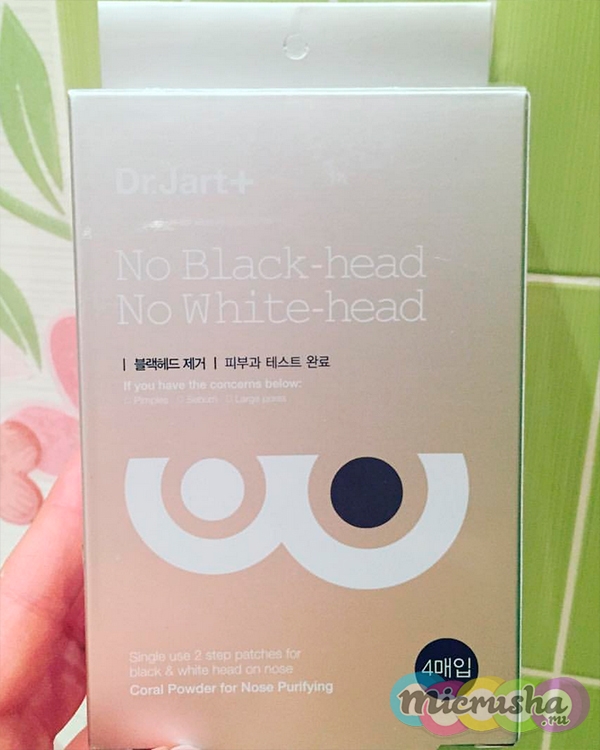 Dr.Jart+
No Black-head
No White-head
| 블랙헤드 제거 | 피부과 테스트 완료
If you have the concerns below:
Pimples Sebum Large pores
Single use 2 step patches for
black & white head on nose
Coral Powder for Nose Purifying
4매입
micrusha
.ru